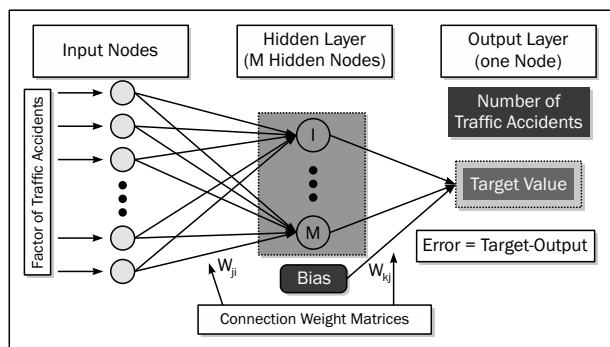 Input Nodes
Hidden Layer
(M Hidden Nodes)
Output Layer
(one Node)
Factor of Traffic Accidents
I
M
Number of
Traffic Accidents
Target Value
Error = Target-Output
Wji
Bias
Wkj
Connection Weight Matrices